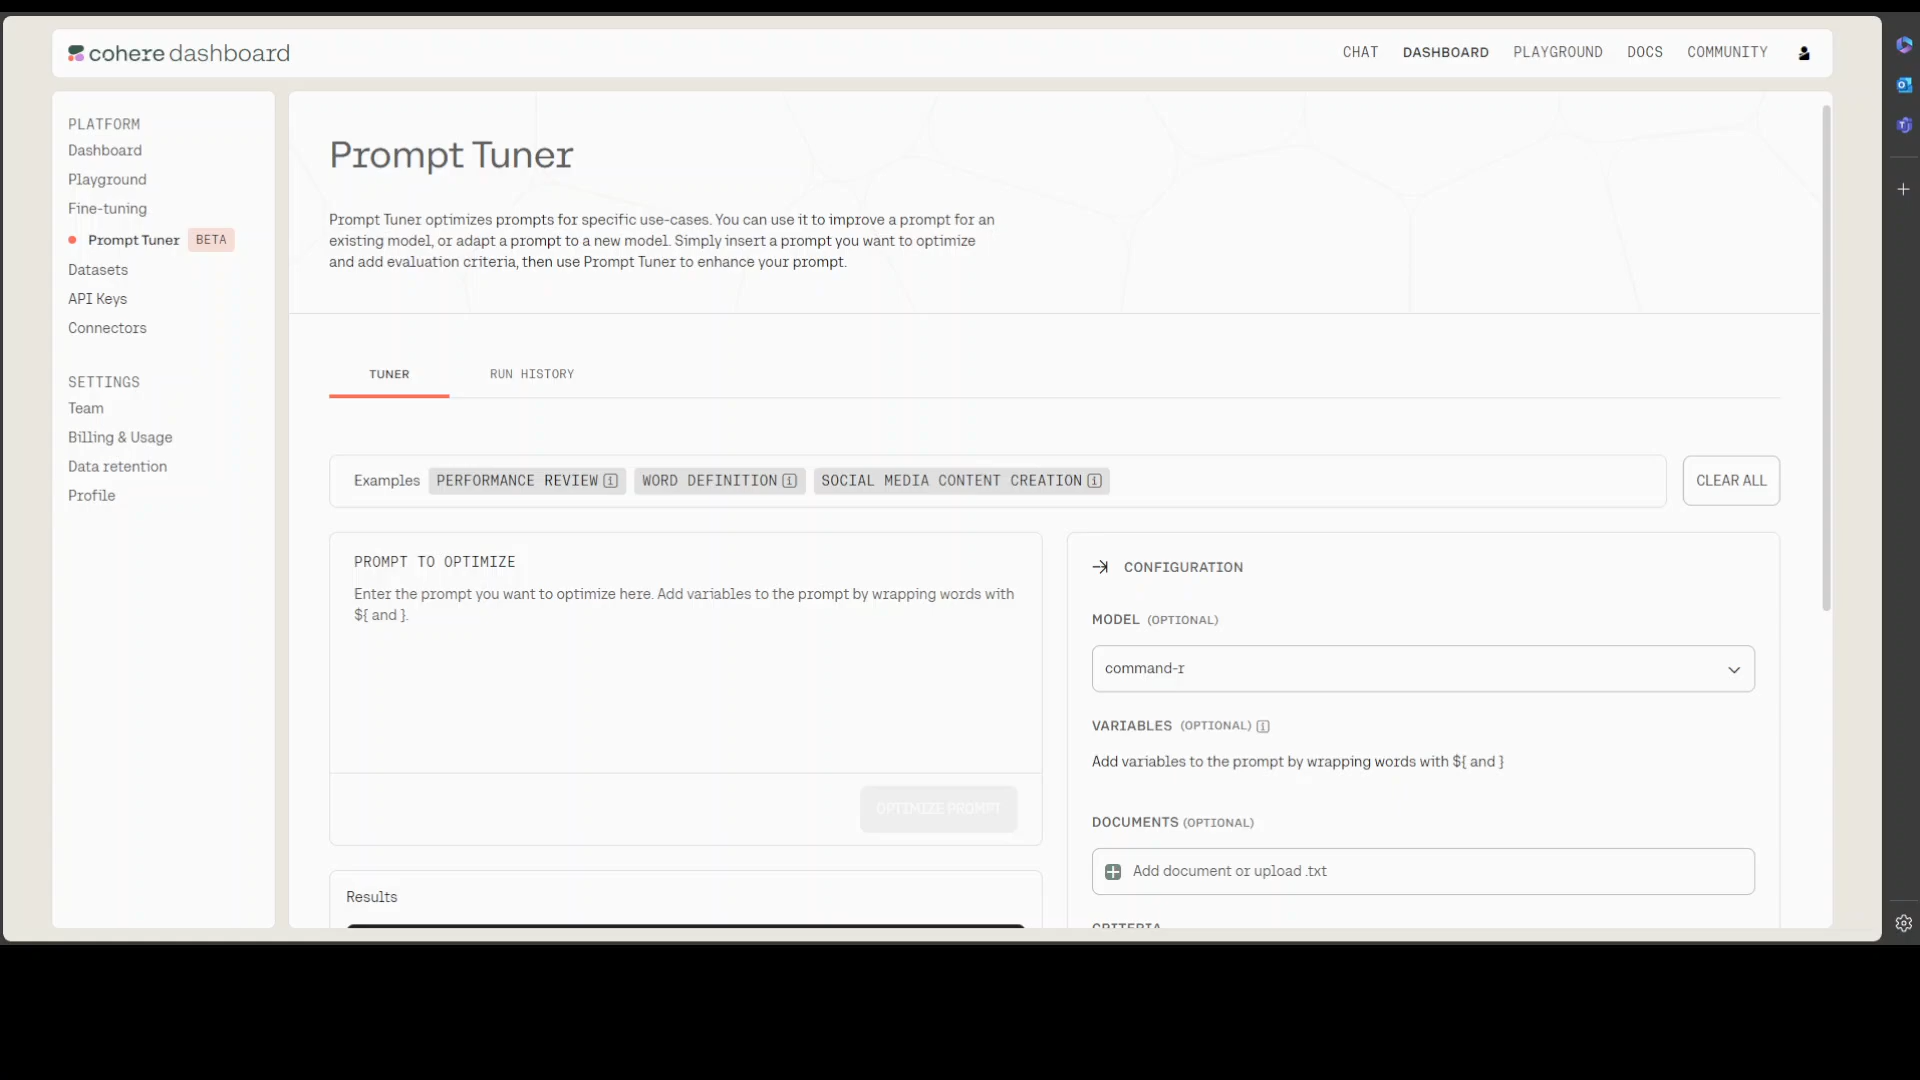 cohere dashboard
CHAT DASHBOARD PLAYGROUND DOCS COMMUNITY
PLATFORM
Dashboard
Playground
Fine-tuning
Prompt Tuner BETA
Datasets
API Keys
Connectors
SETTINGS
Team
Billing & Usage
Data retention
Profile
Prompt Tuner
Prompt Tuner optimizes prompts for specific use-cases. You can use it to improve a prompt for an
existing model, or adapt a prompt to a new model. Simply insert a prompt you want to optimize
and add evaluation criteria, then use Prompt Tuner to enhance your prompt.
TUNER RUN HISTORY
Examples PERFORMANCE REVIEW WORD DEFINITION SOCIAL MEDIA CONTENT CREATION CLEAR ALL
PROMPT TO OPTIMIZE
Enter the prompt you want to optimize here. Add variables to the prompt by wrapping words with
${ and }.
OPTIMIZE PROMPT
Results
CONFIGURATION
MODEL (OPTIONAL)
command-r
VARIABLES (OPTIONAL)
Add variables to the prompt by wrapping words with ${ and }
DOCUMENTS (OPTIONAL)
Add document or upload .txt
CRITERIA